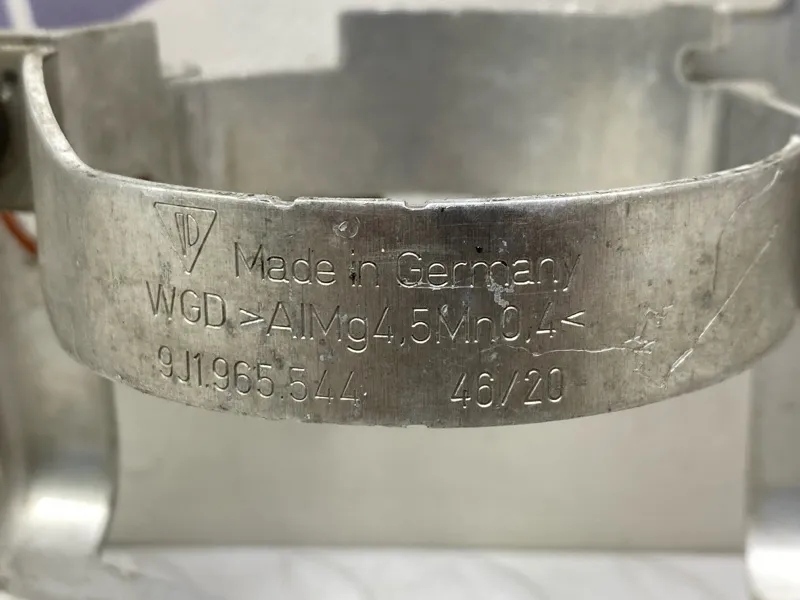 Made in Germany
WGD >AlMg4,5Mn0,4<
9J1.965.544 46/20